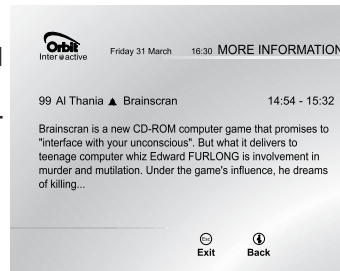 Orbit
Interactive
Friday 31 March 16:30 MORE INFORMATION
99 Al Thania ▲ Brainscran 14:54 - 15:32
Brainscran is a new CD-ROM computer game that promises to
"interface with your unconscious". But what it delivers to
teenage computer whiz Edward FURLONG is involvement in
murder and mutilation. Under the game's influence, he dreams
of killing...
Esc
Exit Back